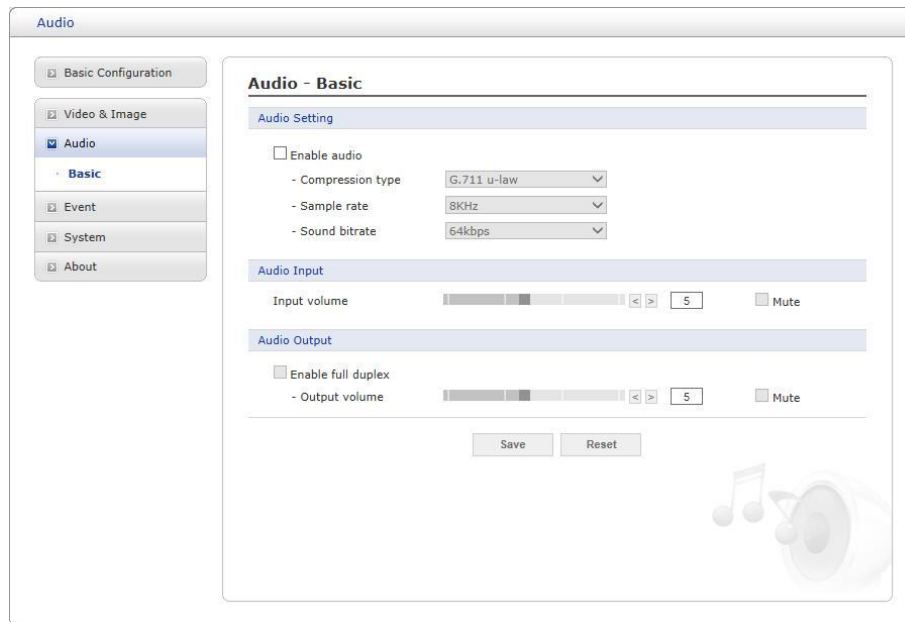 Audio
Basic Configuration
Video & Image
Audio
· Basic
Event
System
About
Audio - Basic
Audio Setting
Enable audio
- Compression type G.711 u-law
- Sample rate 8KHz
- Sound bitrate 64kbps
Audio Input
Input volume < > 5 Mute
Audio Output
Enable full duplex
- Output volume < > 5 Mute
Save Reset